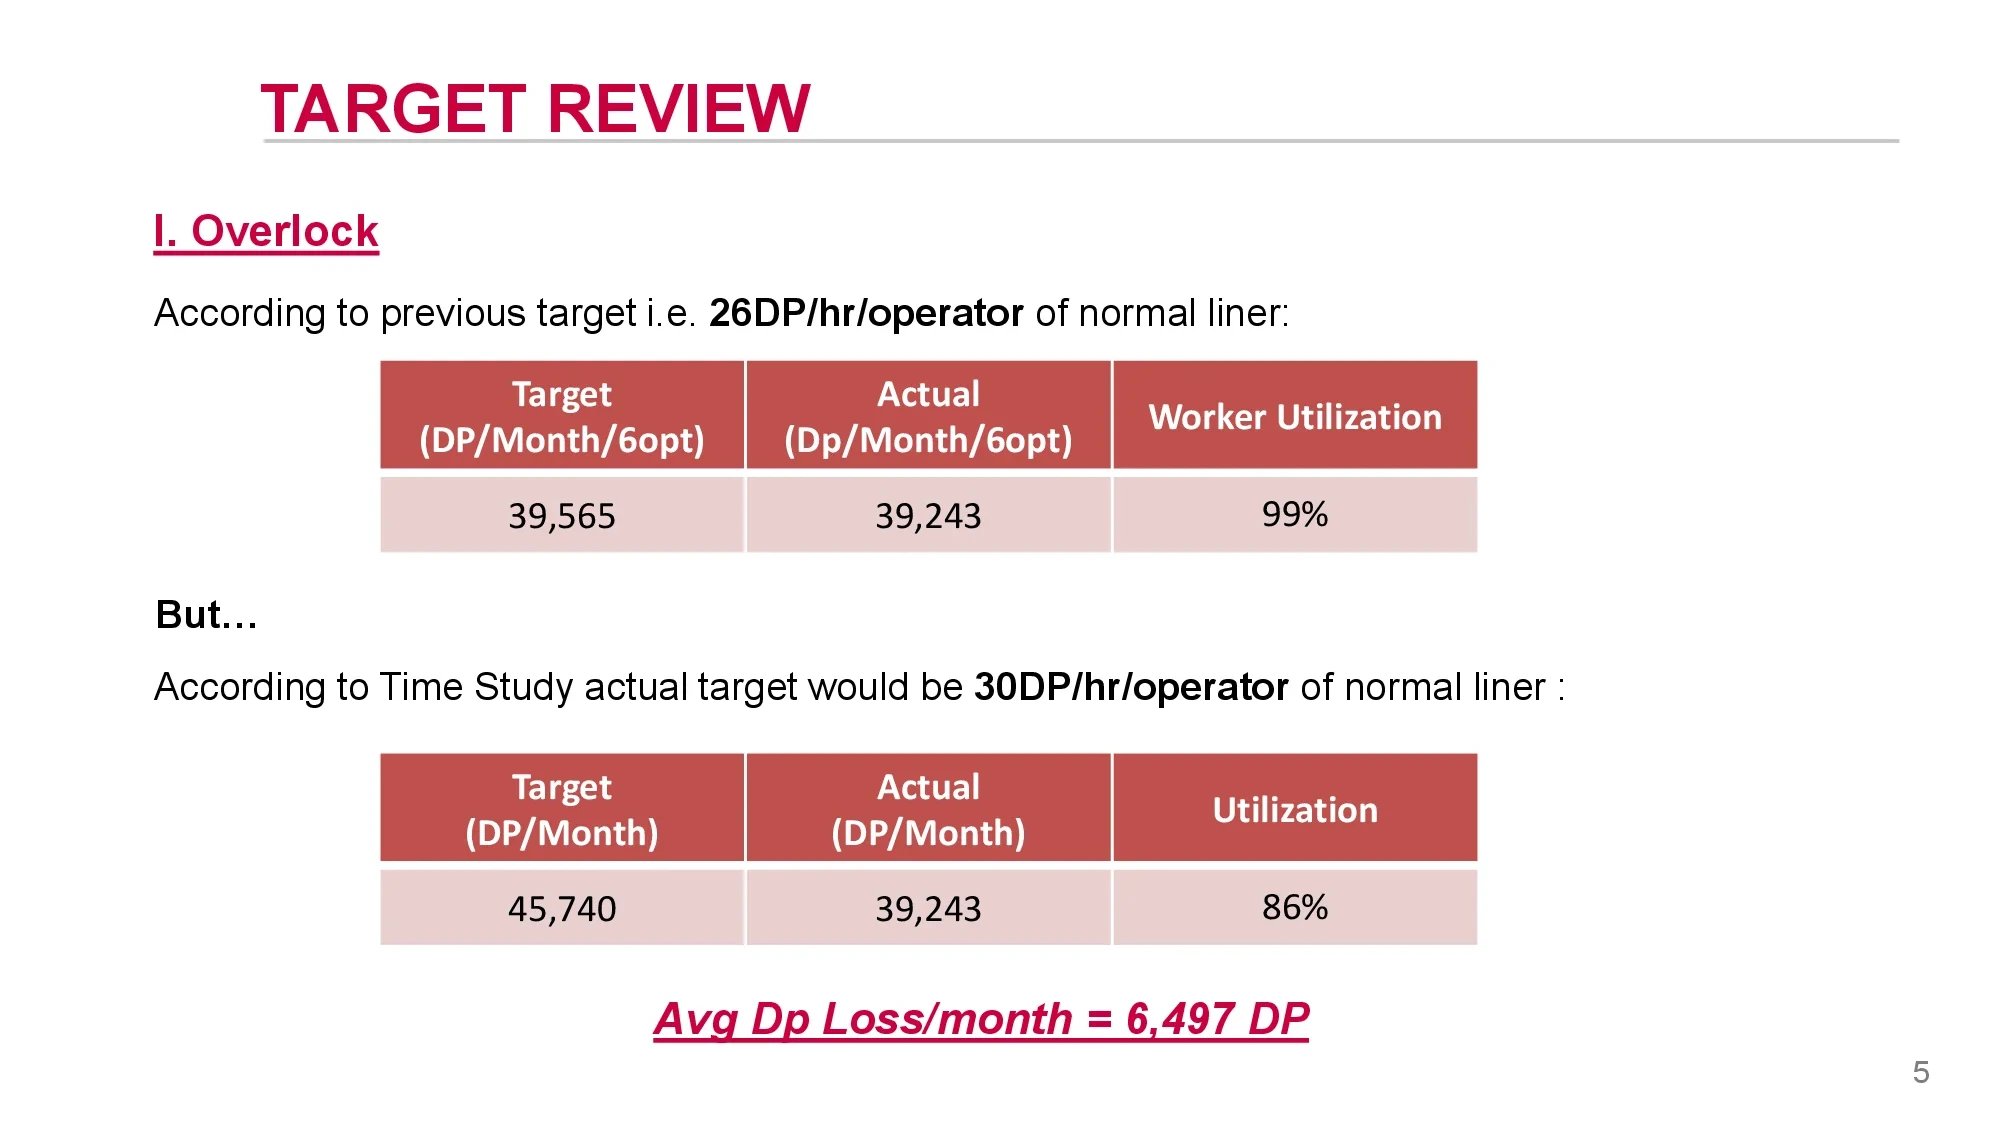 TARGET REVIEW
I. Overlock
According to previous target i.e. 26DP/hr/operator of normal liner:
Target
(DP/Month/6opt)
Actual
(Dp/Month/6opt)
Worker Utilization
39,565
39,243
99%
But...
According to Time Study actual target would be 30DP/hr/operator of normal liner :
Target
(DP/Month)
Actual
(DP/Month)
Utilization
45,740
39,243
86%
Avg Dp Loss/month = 6,497 DP
5